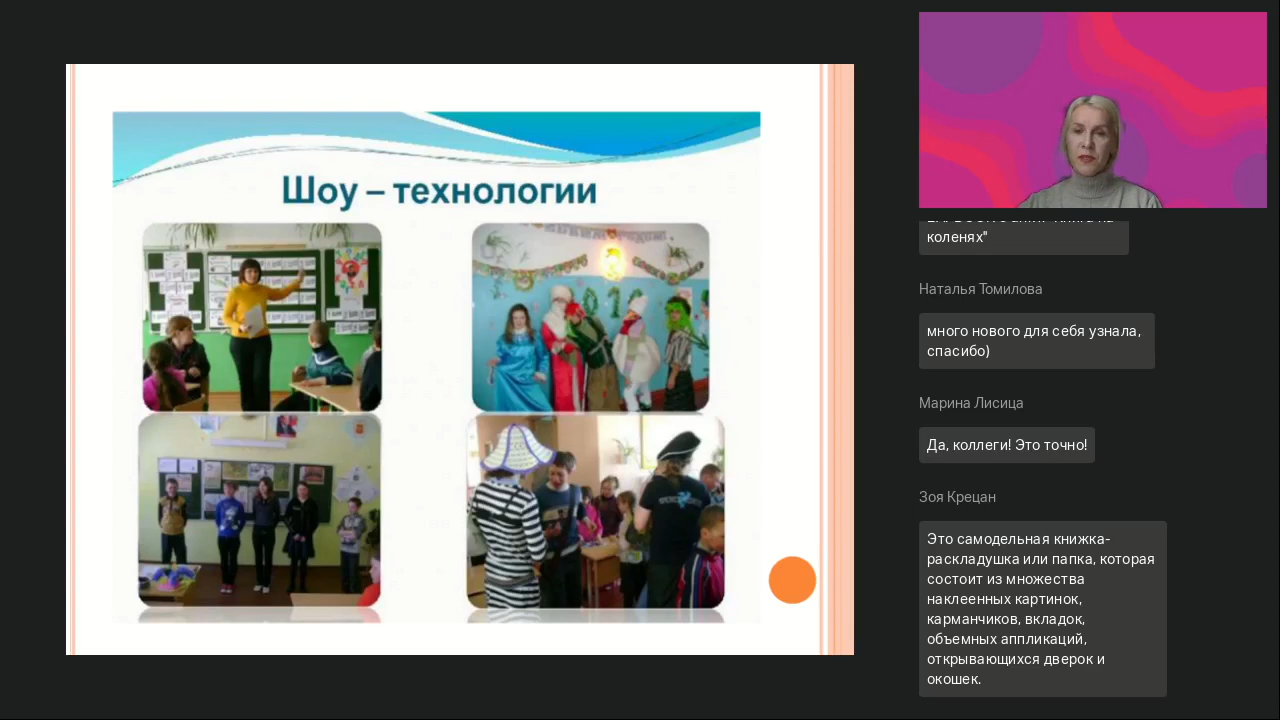 Шоу – технологии
коленях"
Наталья Томилова
много нового для себя узнала,
спасибо)
Марина Лисица
Да, коллеги! Это точно!
Зоя Крецан
Это самодельная книжка-
раскладушка или папка, которая
состоит из множества
наклеенных картинок,
карманчиков, вкладок,
объемных аппликаций,
открывающихся дверок и
окошек.